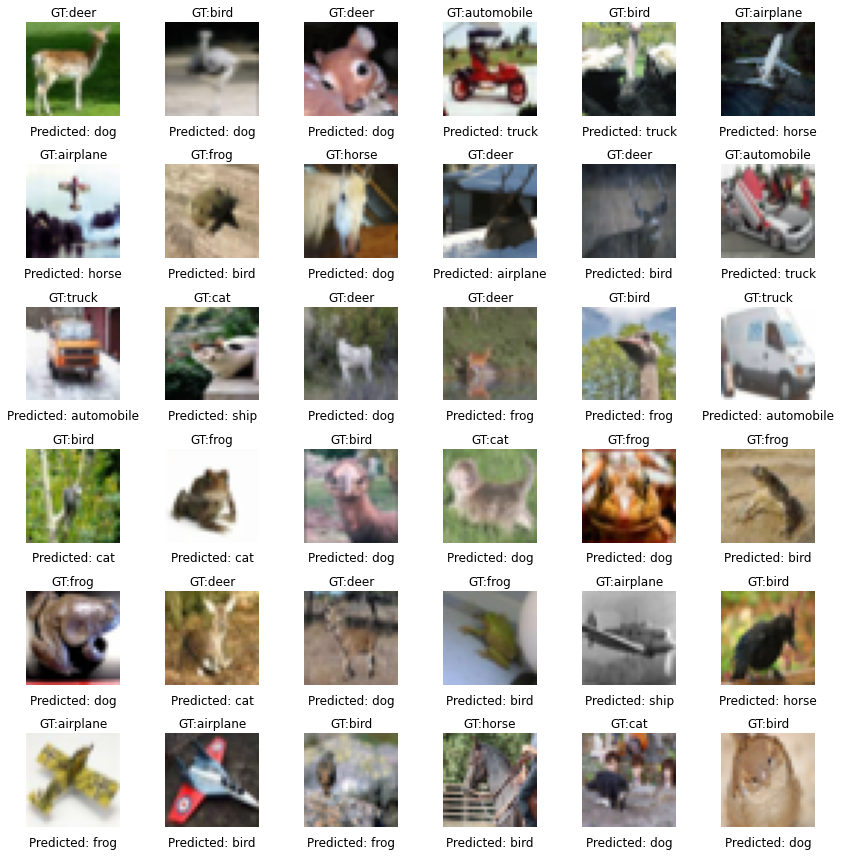 GT:deer GT:bird GT:deer GT:automobile GT:bird GT:airplane
Predicted: dog Predicted: dog Predicted: dog Predicted: truck Predicted: truck Predicted: horse
GT:airplane GT:frog GT:horse GT:deer GT:deer GT:automobile
Predicted: horse Predicted: bird Predicted: dog Predicted: airplane Predicted: bird Predicted: truck
GT:truck GT:cat GT:deer GT:deer GT:bird GT:truck
Predicted: automobile Predicted: ship Predicted: dog Predicted: frog Predicted: frog Predicted: automobile
GT:bird GT:frog GT:bird GT:cat GT:frog GT:frog
Predicted: cat Predicted: cat Predicted: dog Predicted: dog Predicted: dog Predicted: bird
GT:frog GT:deer GT:deer GT:frog GT:airplane GT:bird
Predicted: dog Predicted: cat Predicted: dog Predicted: bird Predicted: ship Predicted: horse
GT:airplane GT:airplane GT:bird GT:horse GT:cat GT:bird
Predicted: frog Predicted: bird Predicted: frog Predicted: bird Predicted: dog Predicted: dog